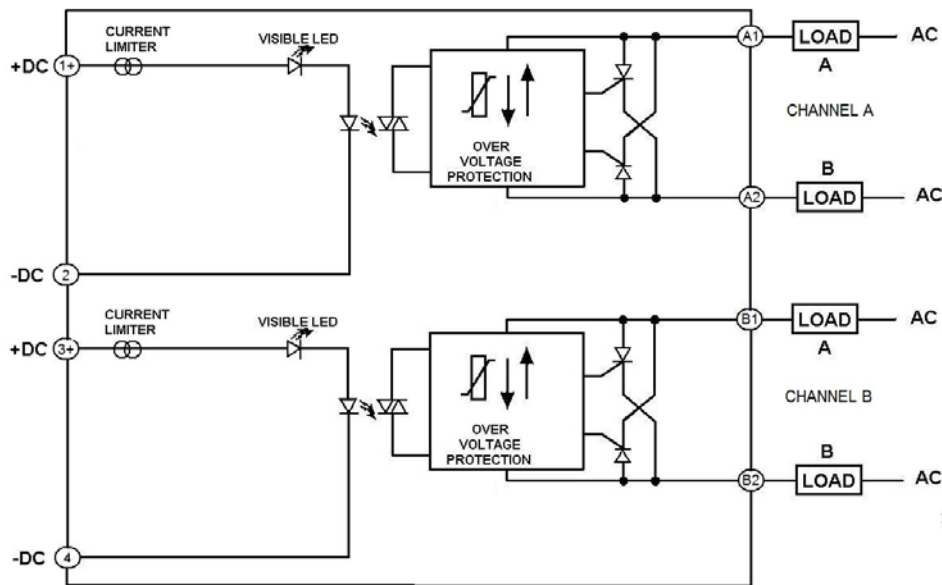 CURRENT
LIMITER
VISIBLE LED
+DC
1+
A1
LOAD
AC
A
OVER
VOLTAGE
PROTECTION
CHANNEL A
B
A2
LOAD
AC
-DC
2
CURRENT
LIMITER
VISIBLE LED
+DC
3+
B1
LOAD
AC
A
OVER
VOLTAGE
PROTECTION
CHANNEL B
B
B2
LOAD
AC
-DC
4